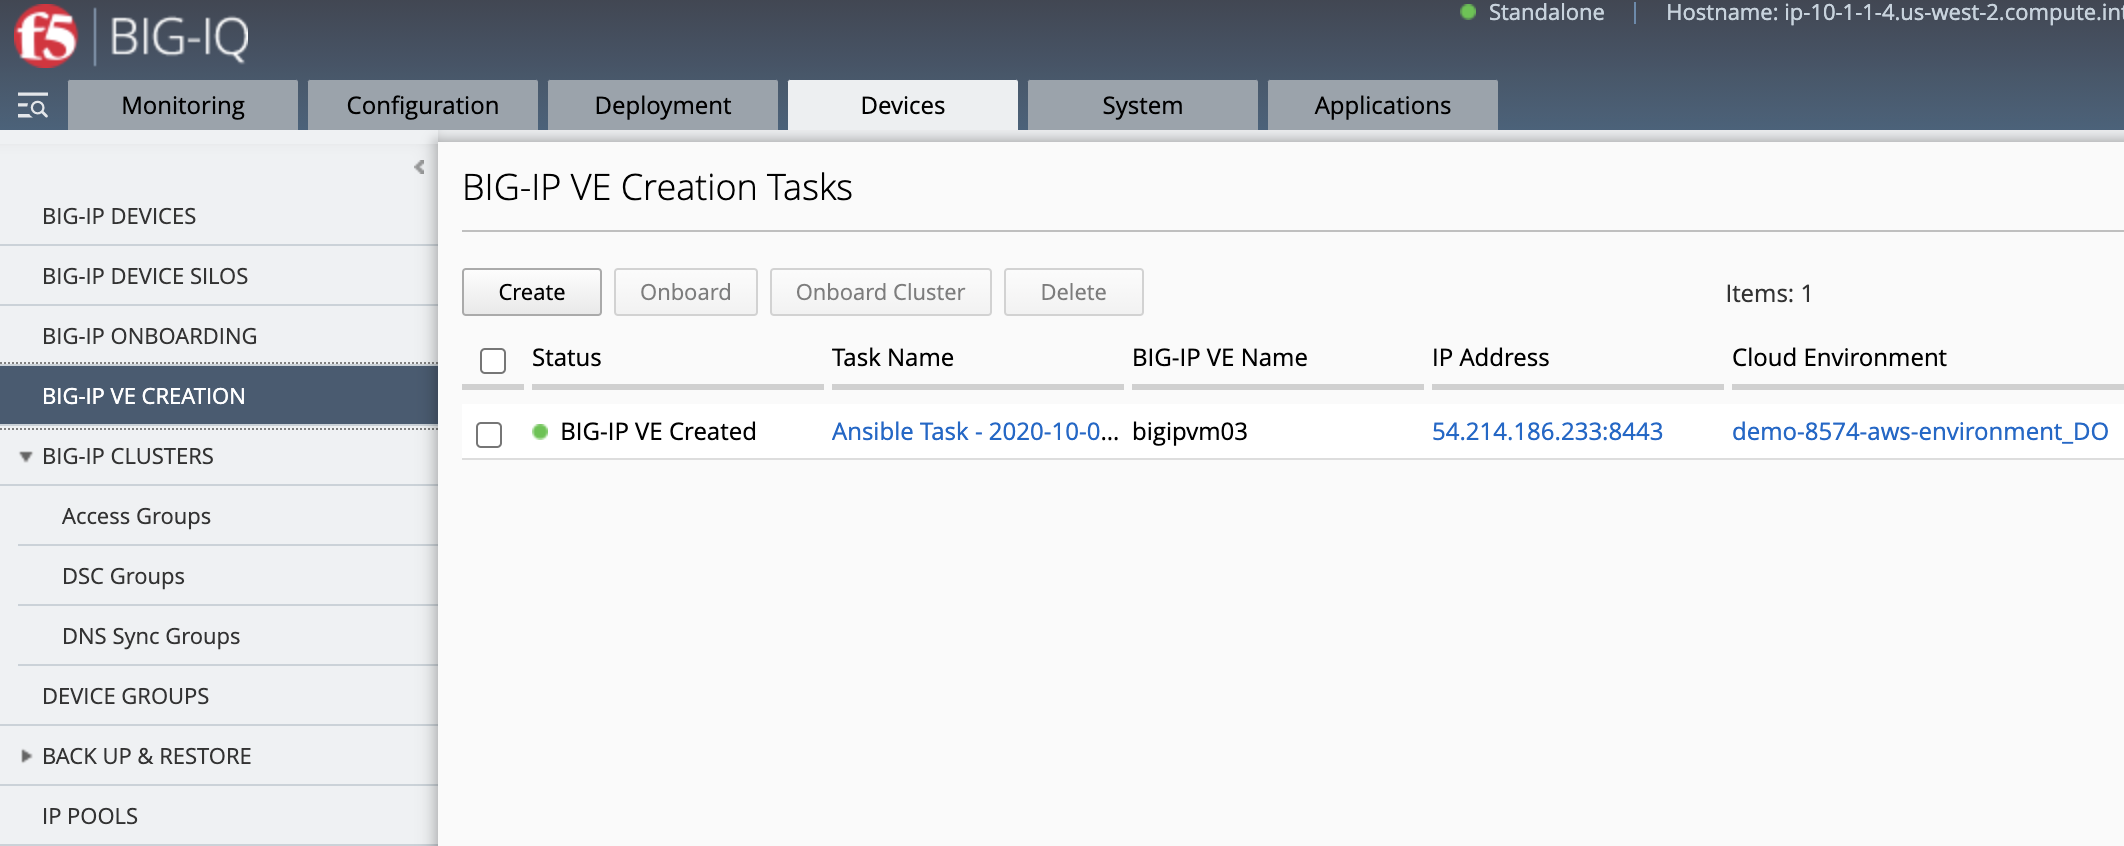 f5 BIG-IQ
Standalone | Hostname: ip-10-1-1-4.us-west-2.compute.int
Monitoring Configuration Deployment Devices System Applications
BIG-IP DEVICES
BIG-IP DEVICE SILOS
BIG-IP ONBOARDING
BIG-IP VE CREATION
BIG-IP CLUSTERS
Access Groups
DSC Groups
DNS Sync Groups
DEVICE GROUPS
BACK UP & RESTORE
IP POOLS
BIG-IP VE Creation Tasks
Create Onboard Onboard Cluster Delete Items: 1
Status Task Name BIG-IP VE Name IP Address Cloud Environment
BIG-IP VE Created Ansible Task - 2020-10-0... bigipvm03 54.214.186.233:8443 demo-8574-aws-environment_DO